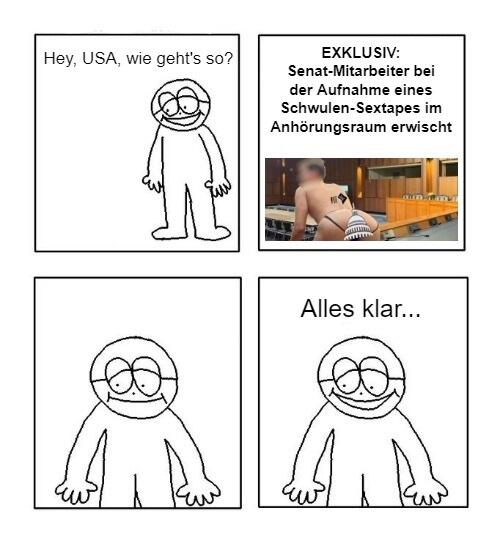 Hey, USA, wie geht's so?
EXKLUSIV:
Senat-Mitarbeiter bei
der Aufnahme eines
Schwulen-Sextapes im
Anhörungsraum erwischt
Alles klar...